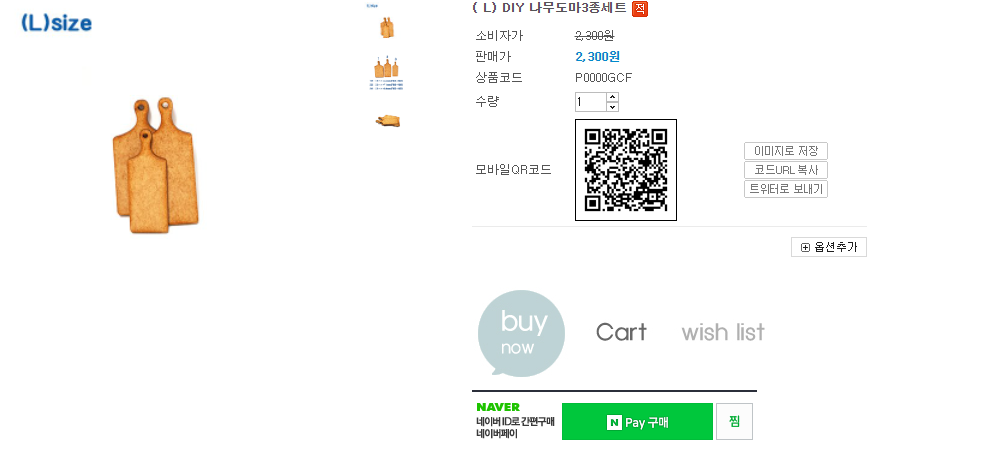 (L)size
( L) DIY 나무도마3종세트 적
소비자가 2,300원
판매가 2,300원
상품코드 P0000GCF
수량 1
모바일QR코드
이미지로 저장
코드URL 복사
트위터로 보내기
옵션추가
buy
now
Cart
wish list
NAVER
네이버 ID로 간편구매
네이버페이
N Pay 구매
찜